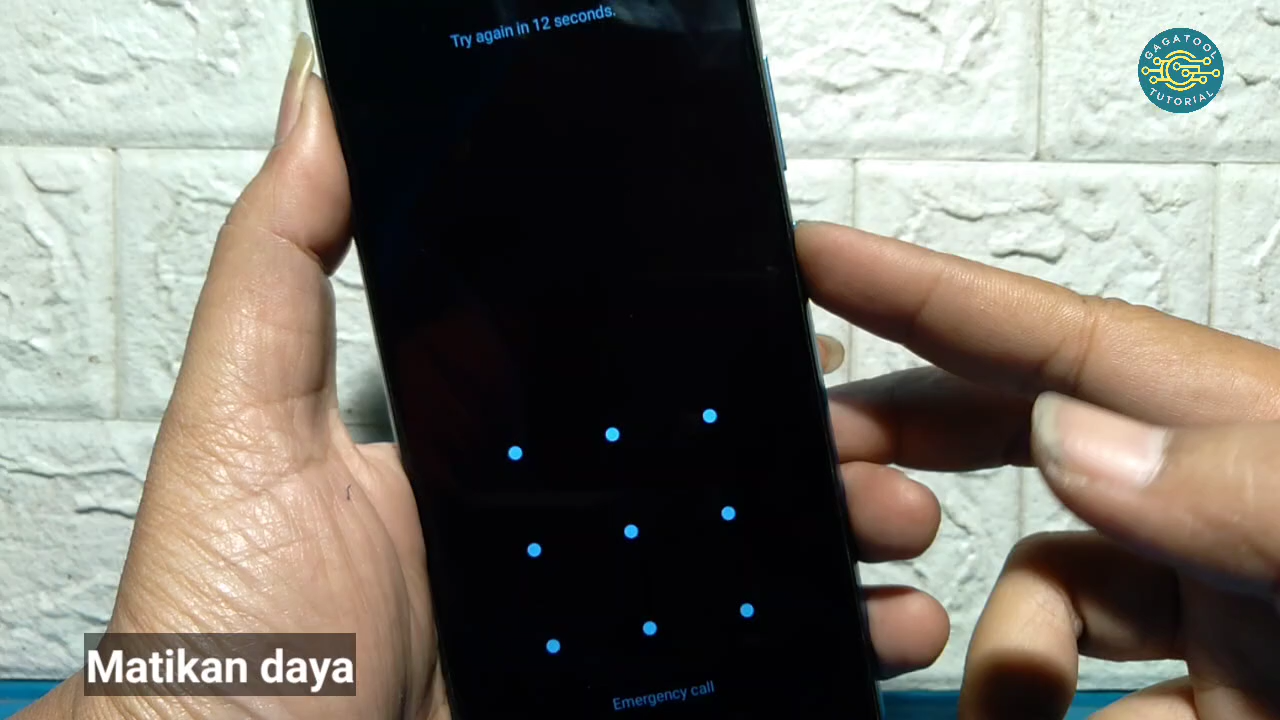 Try again in 12 seconds.
GAGATOOL
TUTORIAL
Matikan daya
Emergency call